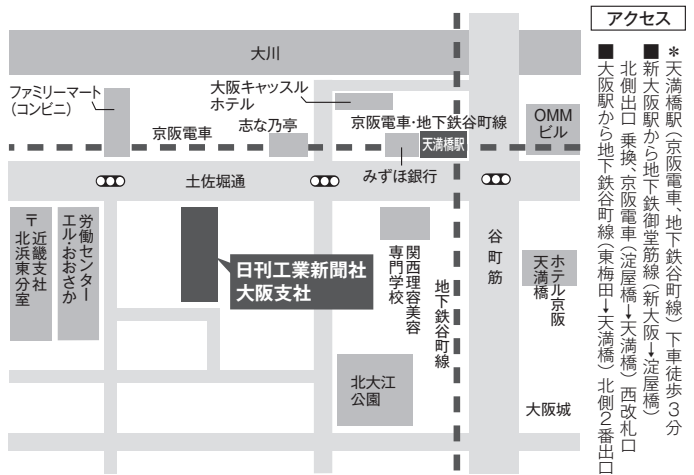 アクセス
＊天満橋駅（京阪電車、地下鉄谷町線）下車徒歩3分
■新大阪駅から地下鉄御堂筋線（新大阪→淀屋橋）
北側出口 乗換、京阪電車（淀屋橋→天満橋）西改札口
■大阪駅から地下鉄谷町線（東梅田→天満橋）北側2番出口
大川
ファミリーマート
（コンビニ）
大阪キャッスル
ホテル
京阪電車
志な乃亭
京阪電車・地下鉄谷町線
天満橋駅
OMM
ビル
みずほ銀行
土佐堀通
〒
近畿支社
北浜東分室
労働センター
エル・おおさか
日刊工業新聞社
大阪支社
関西理容美容
専門学校
地下鉄谷町線
谷町筋
ホテル京阪
天満橋
北大江
公園
大阪城